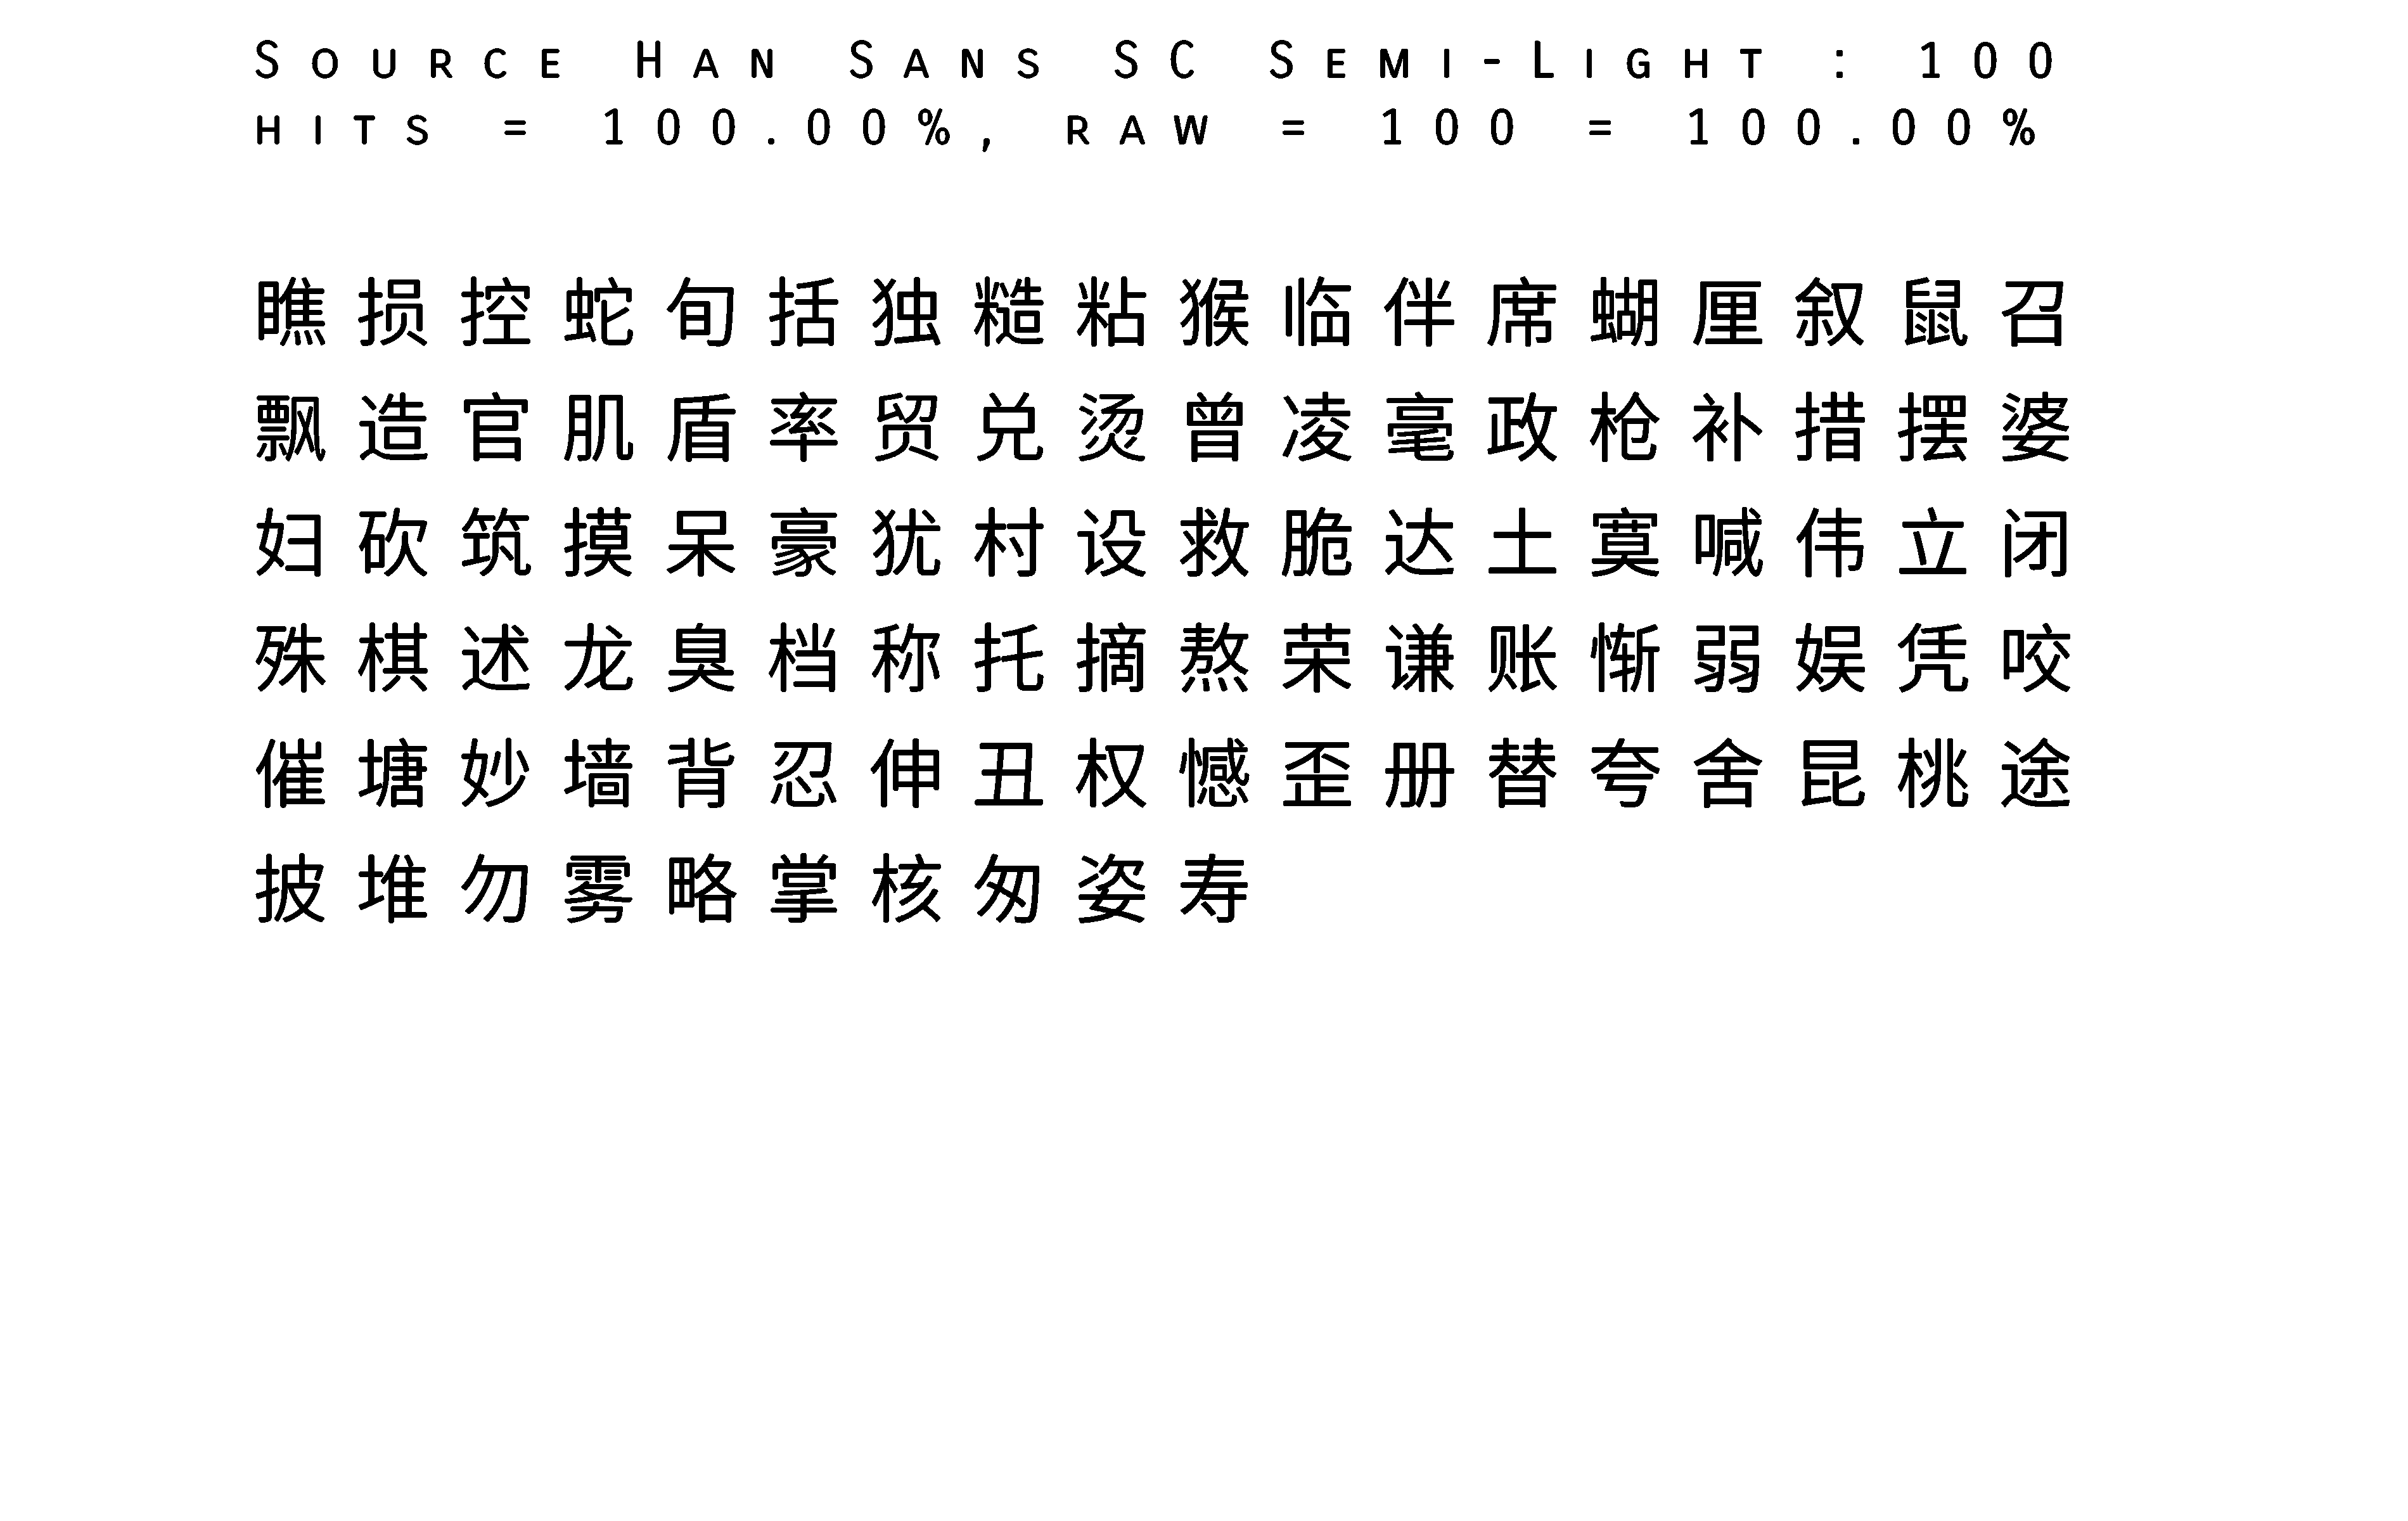 Source Han Sans SC Semi-Light : 100
hits = 100.00%, raw = 100 = 100.00%
瞧损控蛇旬括独糙粘猴临伴席蝴厘叙鼠召
飘造官肌盾率贸兑烫曾凌毫政枪补措摆婆
妇砍筑摸呆豪犹村设救脆达土寞喊伟立闭
殊棋述龙臭档称托摘熬荣谦账惭弱娱凭咬
催塘妙墙背忍伸丑权憾歪册替夸舍昆桃途
披堆勿雾略掌核匆姿寿